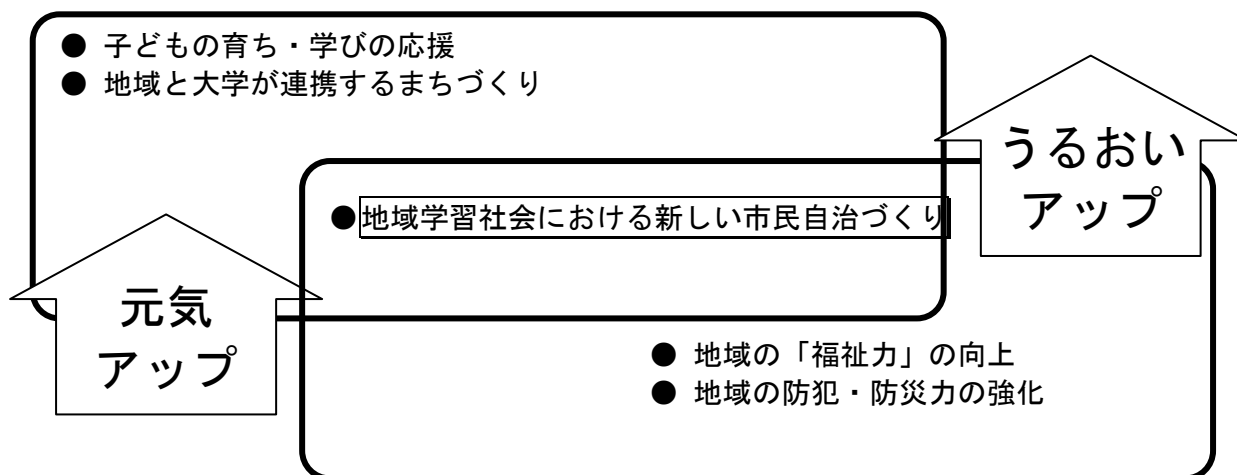 ● 子どもの育ち・学びの応援
● 地域と大学が連携するまちづくり
うるおい
アップ
● 地域学習社会における新しい市民自治づくり
元気
アップ
● 地域の「福祉力」の向上
● 地域の防犯・防災力の強化